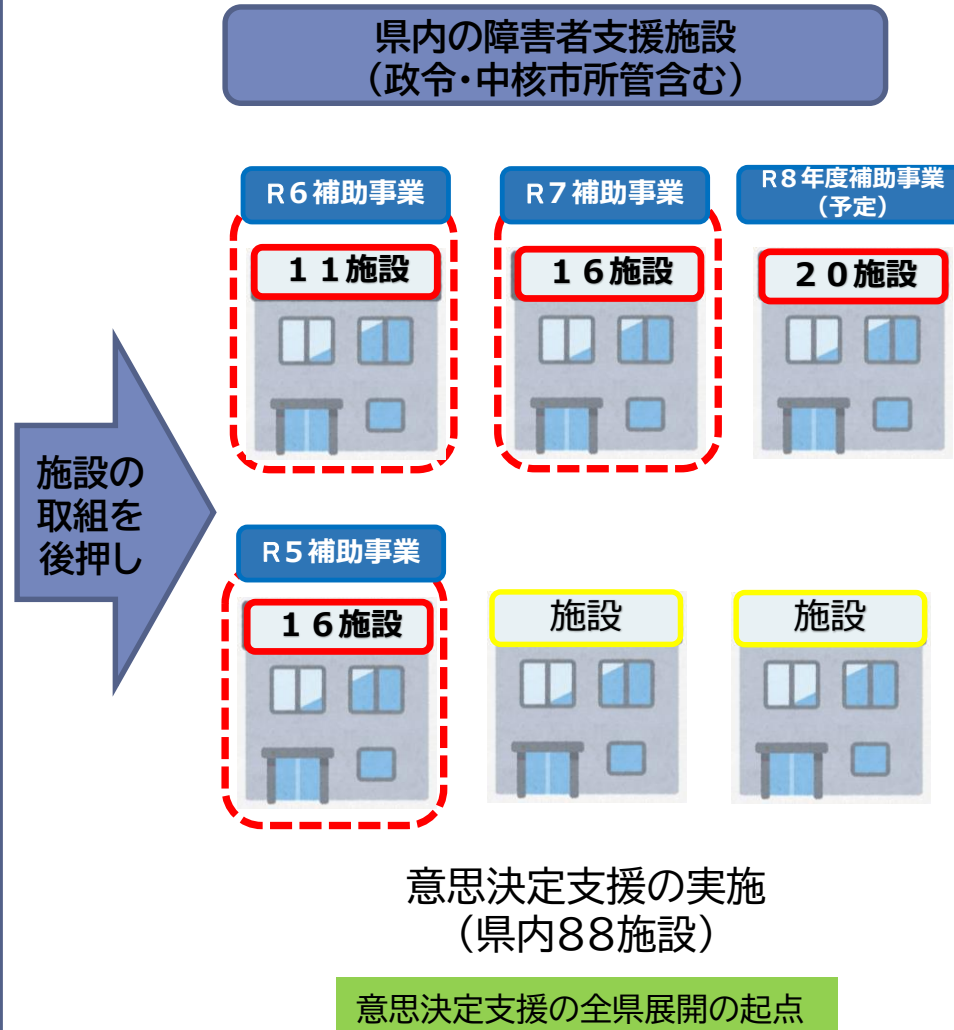 県内の障害者支援施設
（政令・中核市所管含む）
R6補助事業
R7補助事業
R8年度補助事業
（予定）
11施設
16施設
20施設
施設の
取組を
後押し
R5補助事業
16施設
施設
施設
意思決定支援の実施
（県内88施設）
意思決定支援の全県展開の起点